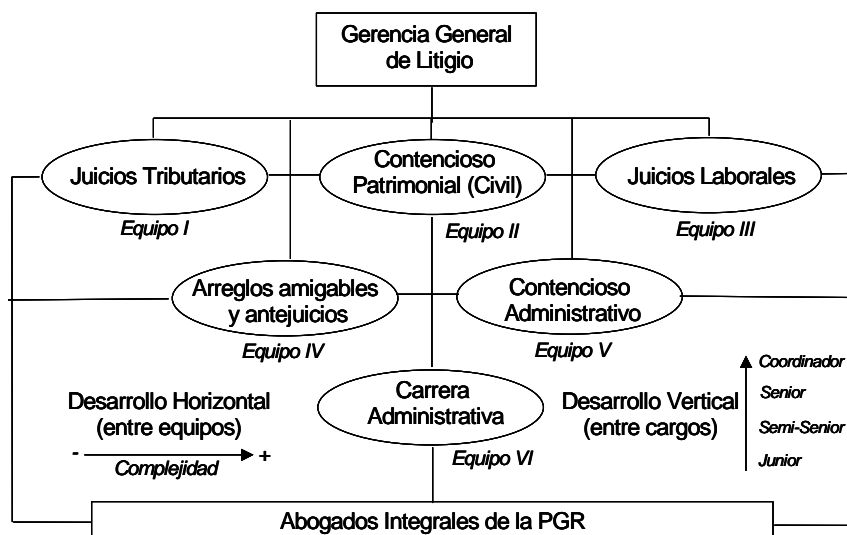 Gerencia General
de Litigio
Juicios Tributarios
Contencioso
Patrimonial (Civil)
Juicios Laborales
Equipo I
Equipo II
Equipo III
Arreglos amigables
y antejuicios
Contencioso
Administrativo
Equipo IV
Equipo V
Carrera
Administrativa
Equipo VI
Desarrollo Horizontal
(entre equipos)
- +
Complejidad
Desarrollo Vertical
(entre cargos)
Coordinador
Senior
Semi-Senior
Junior
Abogados Integrales de la PGR